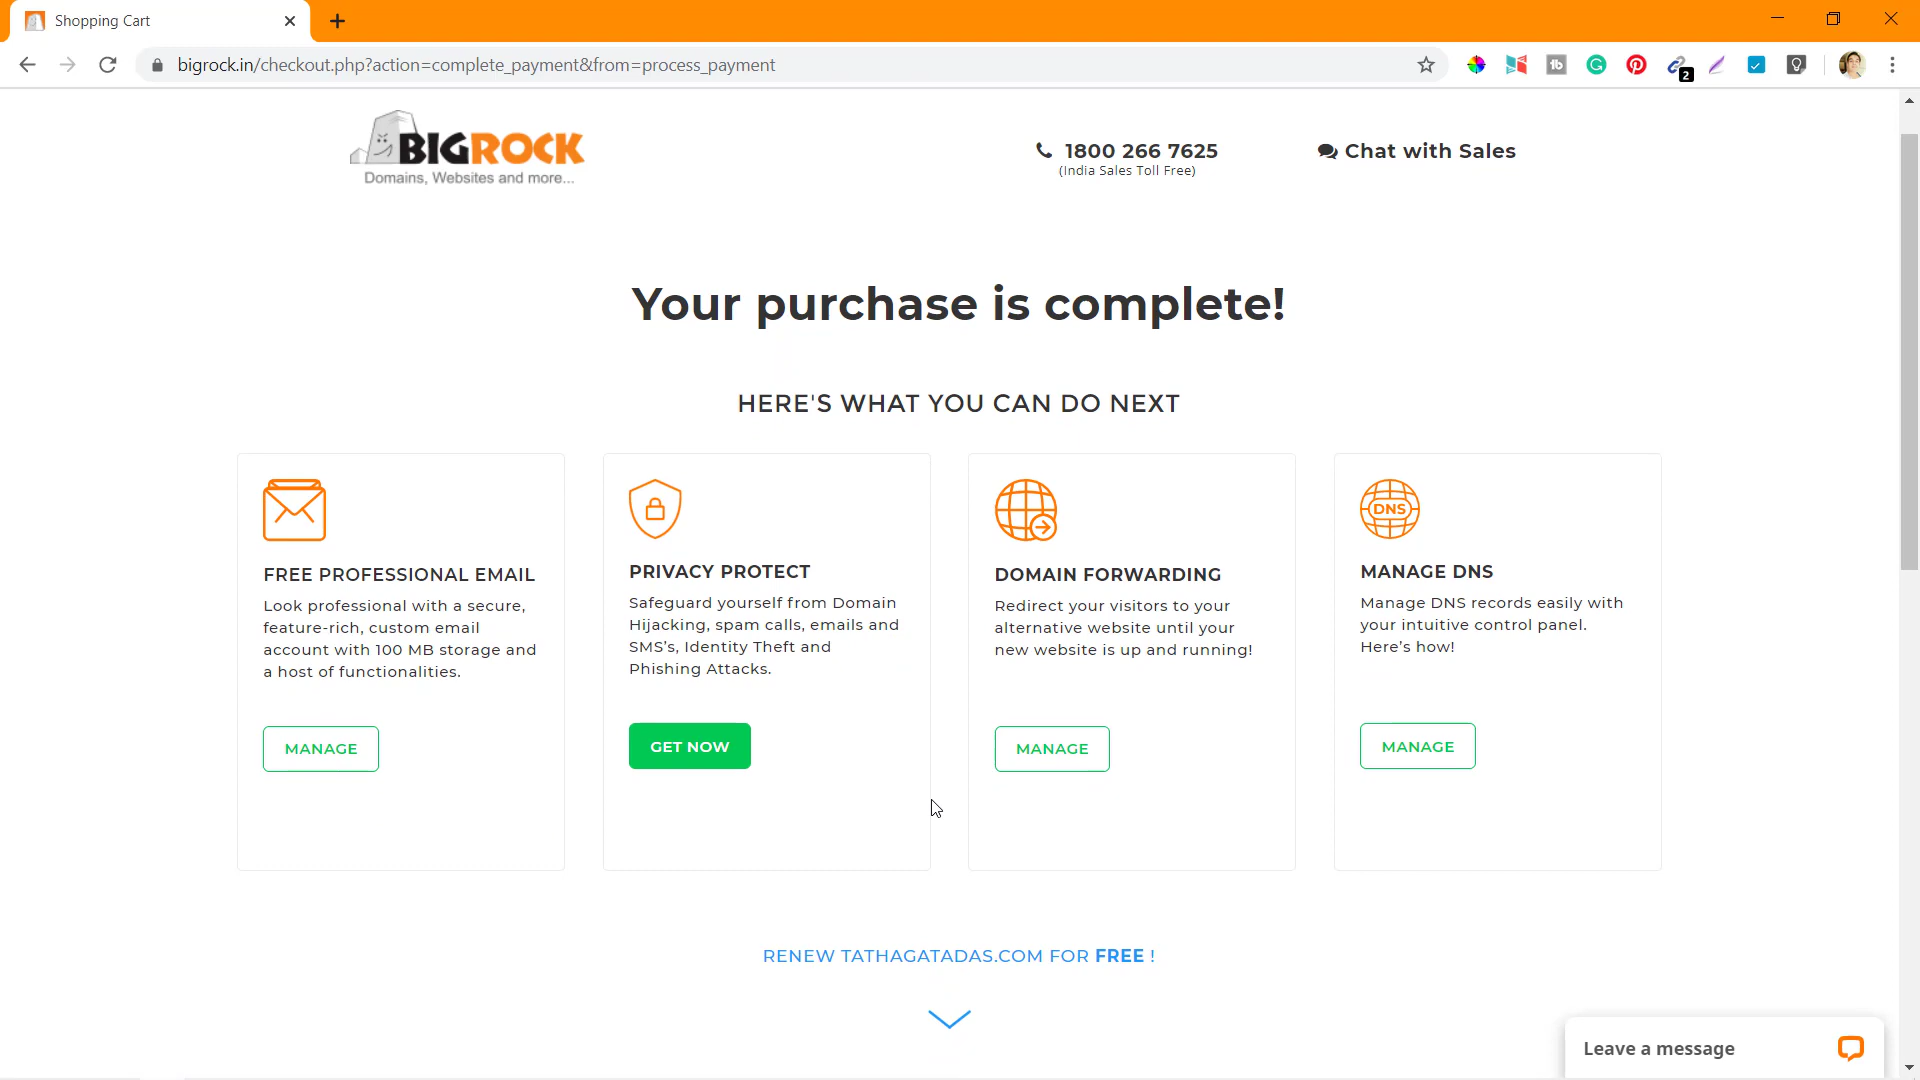 Shopping Cart
bigrock.in/checkout.php?action=complete_payment&from=process_payment
2
BIGROCK
Domains, Websites and more...
1800 266 7625
(India Sales Toll Free)
Chat with Sales
Your purchase is complete!
HERE'S WHAT YOU CAN DO NEXT
FREE PROFESSIONAL EMAIL
Look professional with a secure,
feature-rich, custom email
account with 100 MB storage and
a host of functionalities.
MANAGE
PRIVACY PROTECT
Safeguard yourself from Domain
Hijacking, spam calls, emails and
SMS's, Identity Theft and
Phishing Attacks.
GET NOW
DOMAIN FORWARDING
Redirect your visitors to your
alternative website until your
new website is up and running!
MANAGE
DNS
MANAGE DNS
Manage DNS records easily with
your intuitive control panel.
Here's how!
MANAGE
RENEW TATHAGATADAS.COM FOR FREE !
Leave a message